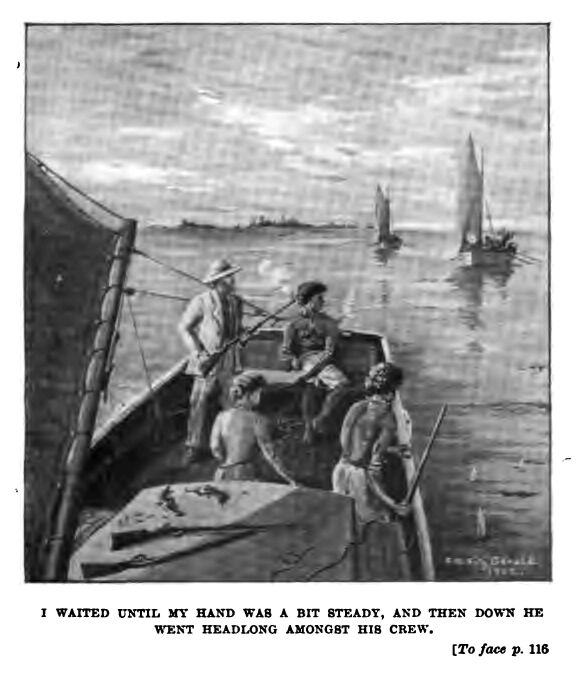 I WAITED UNTIL MY HAND WAS A BIT STEADY, AND THEN DOWN HE
WENT HEADLONG AMONGST HIS CREW.
[To face p. 116